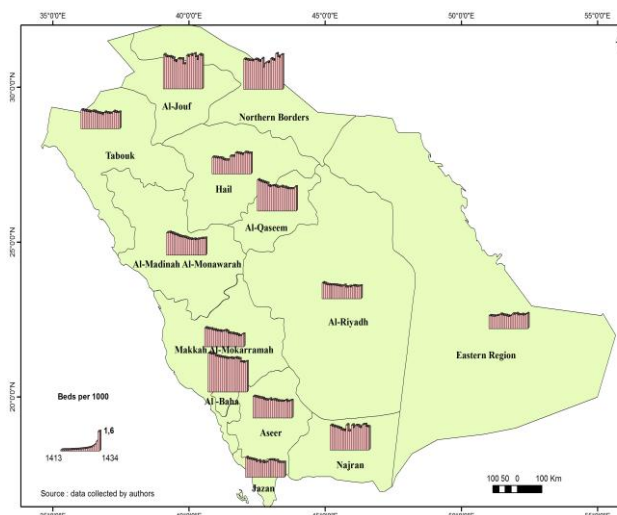 35°0'0"E 40°0'0"E 45°0'0"E 50°0'0"E 55°0'0"E
30°0'0"N
Al-Jouf
Northern Borders
Tabouk
Hail
Al-Qaseem
25°0'0"N
Al-Madinah Al-Monawarah
Al-Riyadh
Makkah Al-Mokarramah
Eastern Region
Beds per 1000
Al-Baha
20°0'0"N
1,6
Aseer
1413 1434
Najran
Jazan
100 50 0 100 Km
Source : data collected by authors